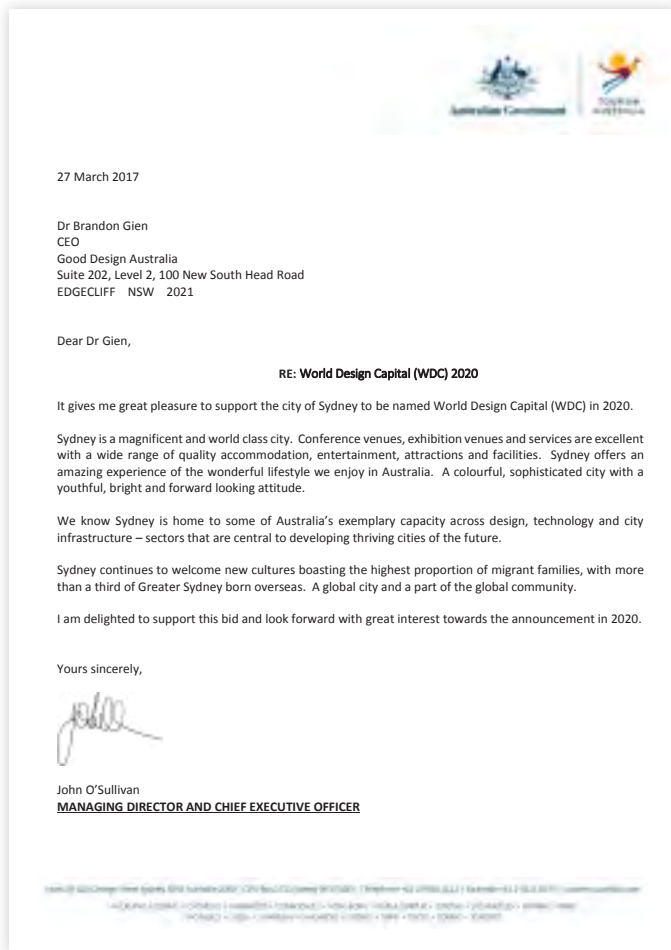 Australian Government
TOURISM
AUSTRALIA
27 March 2017
Dr Brandon Gien
CEO
Good Design Australia
Suite 202, Level 2, 100 New South Head Road
EDGECLIFF NSW 2021
Dear Dr Gien,
RE: World Design Capital (WDC) 2020
It gives me great pleasure to support the city of Sydney to be named World Design Capital (WDC) in 2020.
Sydney is a magnificent and world class city. Conference venues, exhibition venues and services are excellent
with a wide range of quality accommodation, entertainment, attractions and facilities. Sydney offers an
amazing experience of the wonderful lifestyle we enjoy in Australia. A colourful, sophisticated city with a
youthful, bright and forward looking attitude.
We know Sydney is home to some of Australia’s exemplary capacity across design, technology and city
infrastructure – sectors that are central to developing thriving cities of the future.
Sydney continues to welcome new cultures boasting the highest proportion of migrant families, with more
than a third of Greater Sydney born overseas. A global city and a part of the global community.
I am delighted to support this bid and look forward with great interest towards the announcement in 2020.
Yours sincerely,
John O’Sullivan
MANAGING DIRECTOR AND CHIEF EXECUTIVE OFFICER